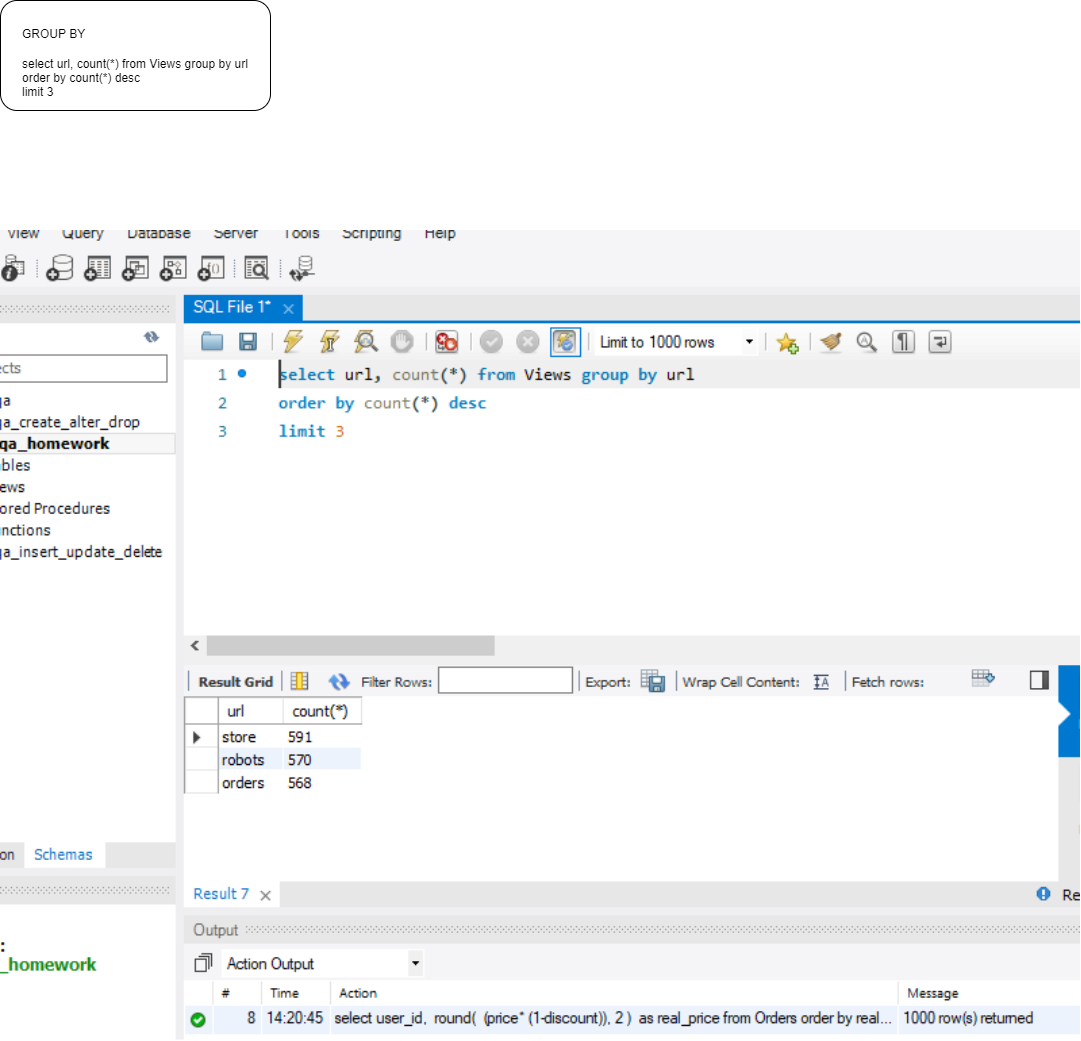 GROUP BY
select url, count(*) from Views group by url
order by count(*) desc
limit 3
View Query Database Server Tools Scripting Help
SQL File 1*
Limit to 1000 rows
ects
1 select url, count(*) from Views group by url
2 order by count(*) desc
3 limit 3
qa
qa_create_alter_drop
qa_homework
ables
ews
ored Procedures
unctions
qa_insert_update_delete
Result Grid Filter Rows: Export: Wrap Cell Content: Fetch rows:
url count(*)
store 591
robots 570
orders 568
on Schemas
Result 7
Re
Output
:
_homework
Action Output
# Time Action Message
8 14:20:45 select user_id, round( (price* (1-discount)), 2 ) as real_price from Orders order by real... 1000 row(s) returned